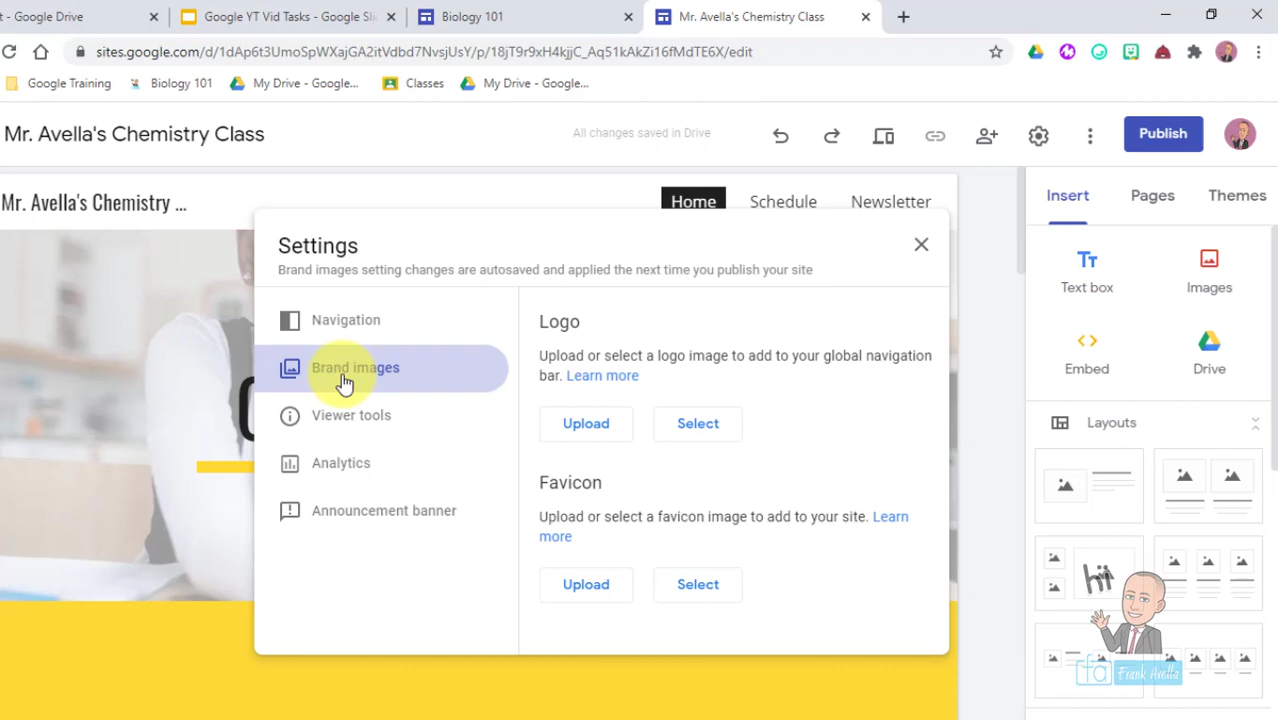 t - Google Drive
Google YT Vid Tasks - Google Sli
Biology 101
Mr. Avella's Chemistry Class
sites.google.com/d/1dAp6t3UmoSpWXajGA2itVdbd7NvsjUsY/p/18jT9r9xH4kjjC_Aq51kAkZi16fMdTE6X/edit
Google Training
Biology 101
My Drive - Google...
Classes
My Drive - Google...
Mr. Avella's Chemistry Class
All changes saved in Drive
Publish
Mr. Avella's Chemistry ...
Home
Schedule
Newsletter
Insert
Pages
Themes
Settings
Brand images setting changes are autosaved and applied the next time you publish your site
Navigation
Brand images
Viewer tools
Analytics
Announcement banner
Logo
Upload or select a logo image to add to your global navigation
bar. Learn more
Upload
Select
Favicon
Upload or select a favicon image to add to your site. Learn
more
Upload
Select
Text box
Images
Embed
Drive
Layouts
hi
fa
Frank Avella